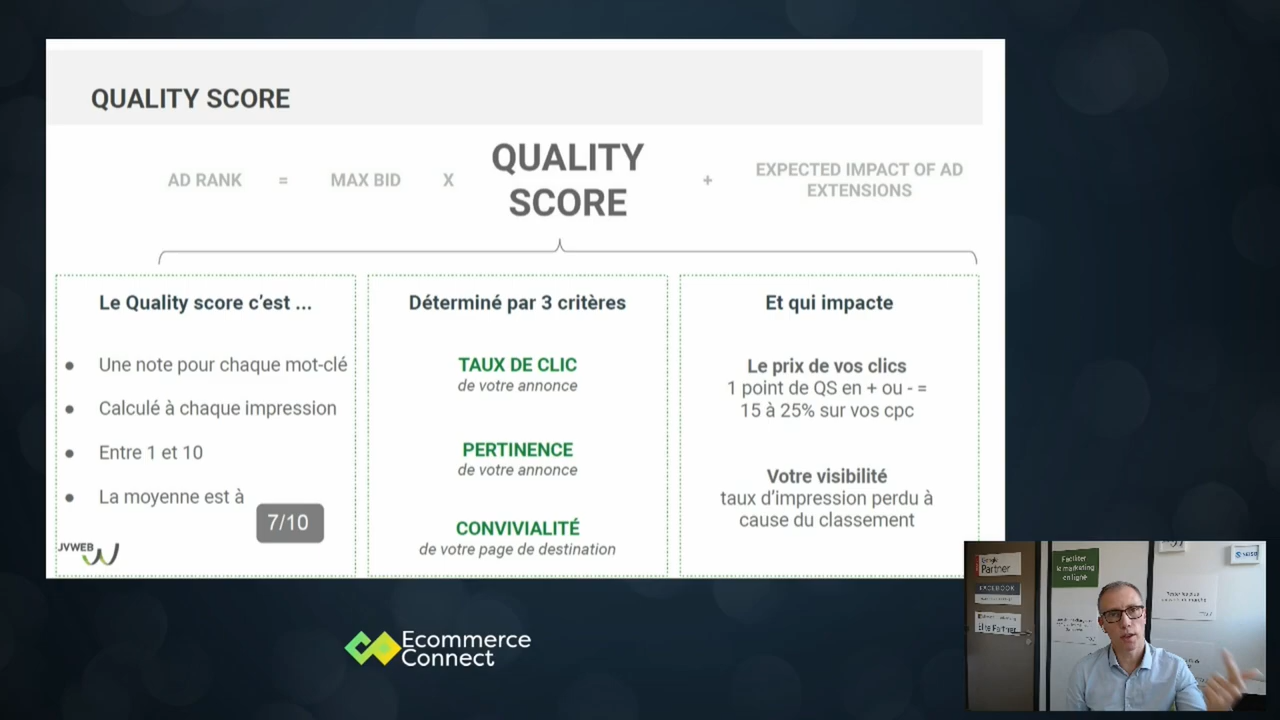 QUALITY SCORE
AD RANK = MAX BID X QUALITY SCORE + EXPECTED IMPACT OF AD EXTENSIONS
Le Quality score c’est ...
Une note pour chaque mot-clé
Calculé à chaque impression
Entre 1 et 10
La moyenne est à
7/10
JVWEB
Déterminé par 3 critères
TAUX DE CLIC
de votre annonce
PERTINENCE
de votre annonce
CONVIVIALITÉ
de votre page de destination
Et qui impacte
Le prix de vos clics
1 point de QS en + ou - =
15 à 25% sur vos cpc
Votre visibilité
taux d’impression perdu à
cause du classement
Ecommerce
Connect
Google
Partner
FACEBOOK
Elite Partner
Faciliter
le marketing
en ligne